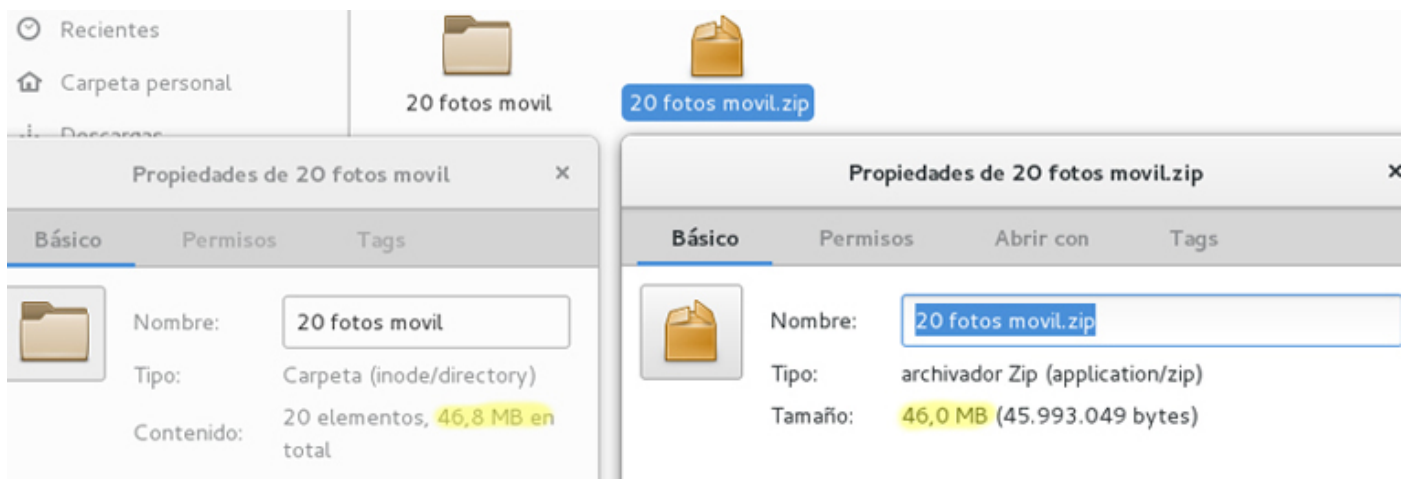 Recientes
Carpeta personal
Descargas
20 fotos movil
20 fotos movil.zip
Propiedades de 20 fotos movil
Básico Permisos Tags
Nombre: 20 fotos movil
Tipo: Carpeta (inode/directory)
Contenido: 20 elementos, 46,8 MB en
total
Propiedades de 20 fotos movil.zip
Básico Permisos Abrir con Tags
Nombre: 20 fotos movil.zip
Tipo: archivador Zip (application/zip)
Tamaño: 46,0 MB (45.993.049 bytes)